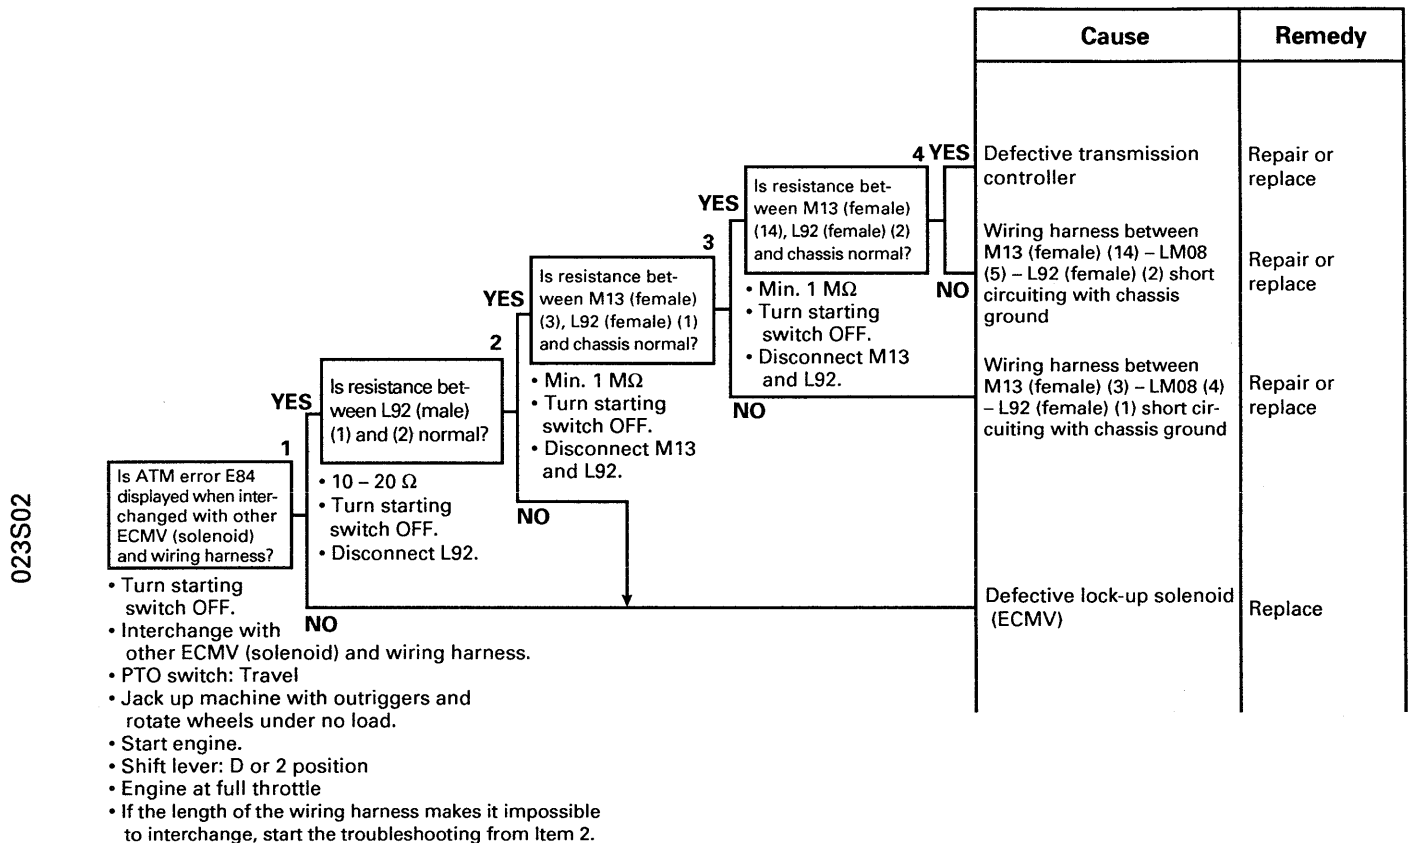 Cause
Remedy
4 YES
Defective transmission
controller
Repair or
replace
Is resistance bet-
ween M13 (female)
(14), L92 (female) (2)
and chassis normal?
YES
Wiring harness between
M13 (female) (14) – LM08
(5) – L92 (female) (2) short
circuiting with chassis
ground
Repair or
replace
NO
• Min. 1 MΩ
• Turn starting
switch OFF.
• Disconnect M13
and L92.
3
Is resistance bet-
ween M13 (female)
(3), L92 (female) (1)
and chassis normal?
YES
NO
Wiring harness between
M13 (female) (3) – LM08 (4)
– L92 (female) (1) short cir-
cuiting with chassis ground
Repair or
replace
• Min. 1 MΩ
• Turn starting
switch OFF.
• Disconnect M13
and L92.
2
Is resistance bet-
ween L92 (male)
(1) and (2) normal?
YES
NO
• 10 – 20 Ω
• Turn starting
switch OFF.
• Disconnect L92.
1
Is ATM error E84
displayed when inter-
changed with other
ECMV (solenoid)
and wiring harness?
NO
Defective lock-up solenoid
(ECMV)
Replace
• Turn starting
switch OFF.
• Interchange with
other ECMV (solenoid) and wiring harness.
• PTO switch: Travel
• Jack up machine with outriggers and
rotate wheels under no load.
• Start engine.
• Shift lever: D or 2 position
• Engine at full throttle
• If the length of the wiring harness makes it impossible
to interchange, start the troubleshooting from Item 2.
023S02